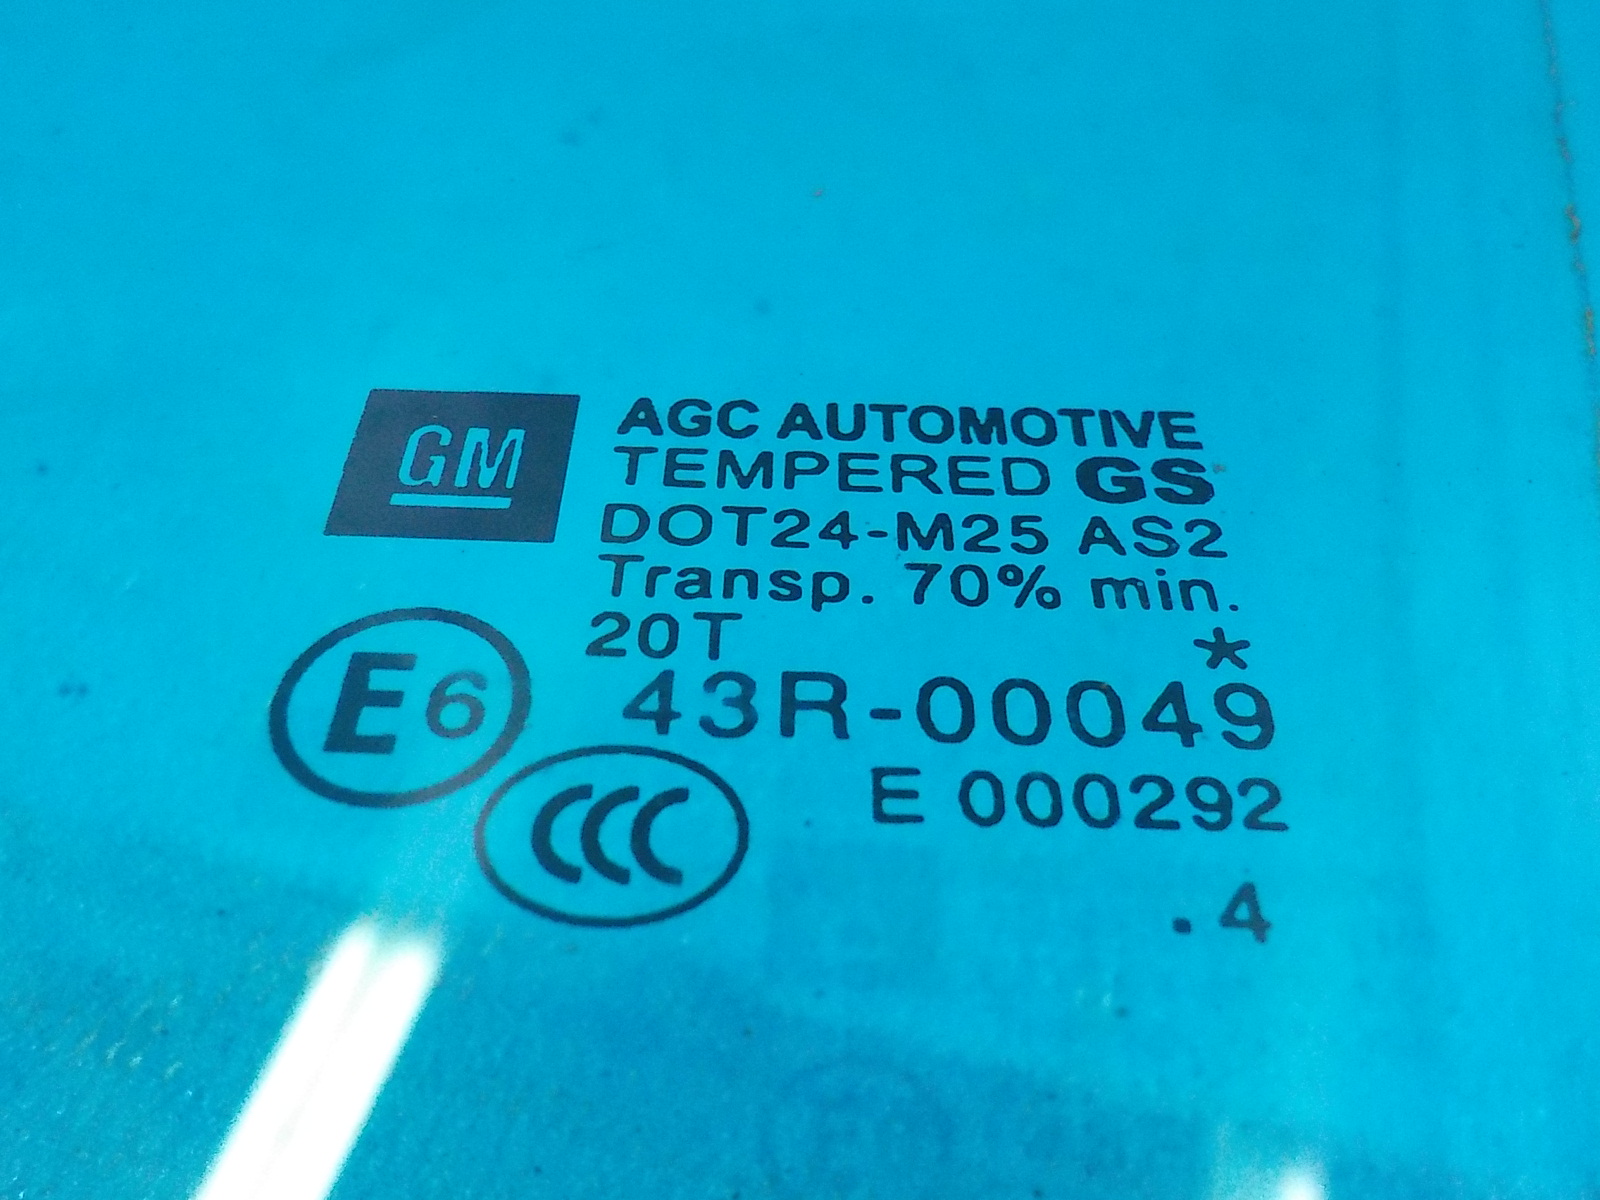 GM
AGC AUTOMOTIVE
TEMPERED GS
DOT24-M25 AS2
Transp. 70% min.
20T *
E6
43R-00049
CCC
E 000292
.4